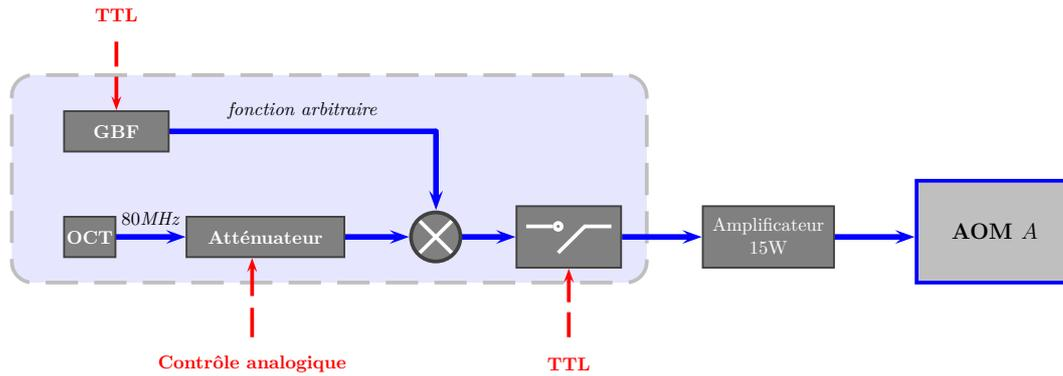 TTL
fonction arbitraire
GBF
80MHz
OCT
Atténuateur
Amplificateur
15W
AOM A
Contrôle analogique
TTL